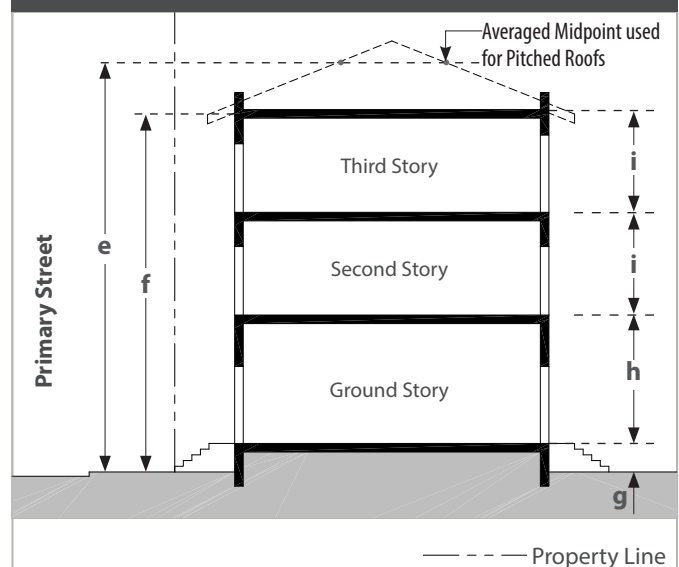 Averaged Midpoint used
for Pitched Roofs
Third Story
i
e
Second Story
i
f
Primary Street
h
Ground Story
g
Property Line